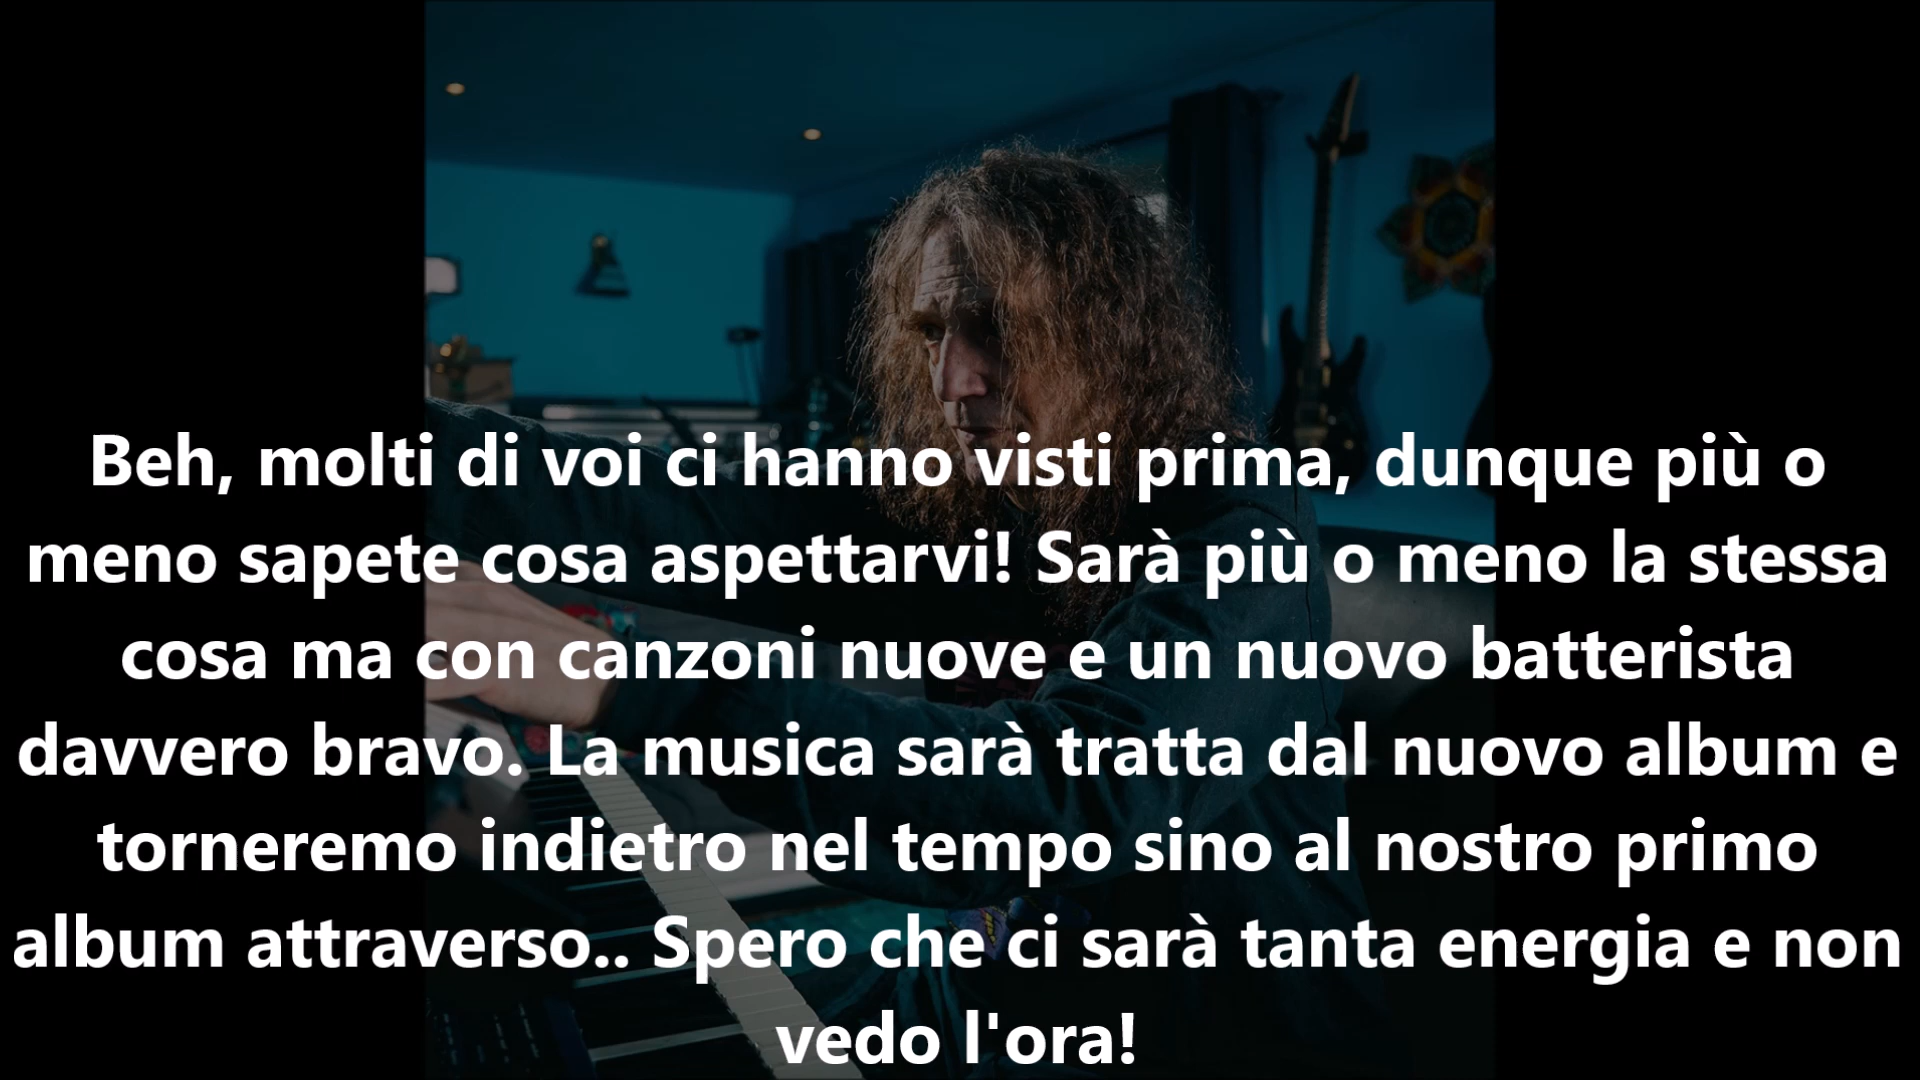 Beh, molti di voi ci hanno visti prima, dunque più o
meno sapete cosa aspettarvi! Sarà più o meno la stessa
cosa ma con canzoni nuove e un nuovo batterista
davvero bravo. La musica sarà tratta dal nuovo album e
torneremo indietro nel tempo sino al nostro primo
album attraverso.. Spero che ci sarà tanta energia e non
vedo l'ora!